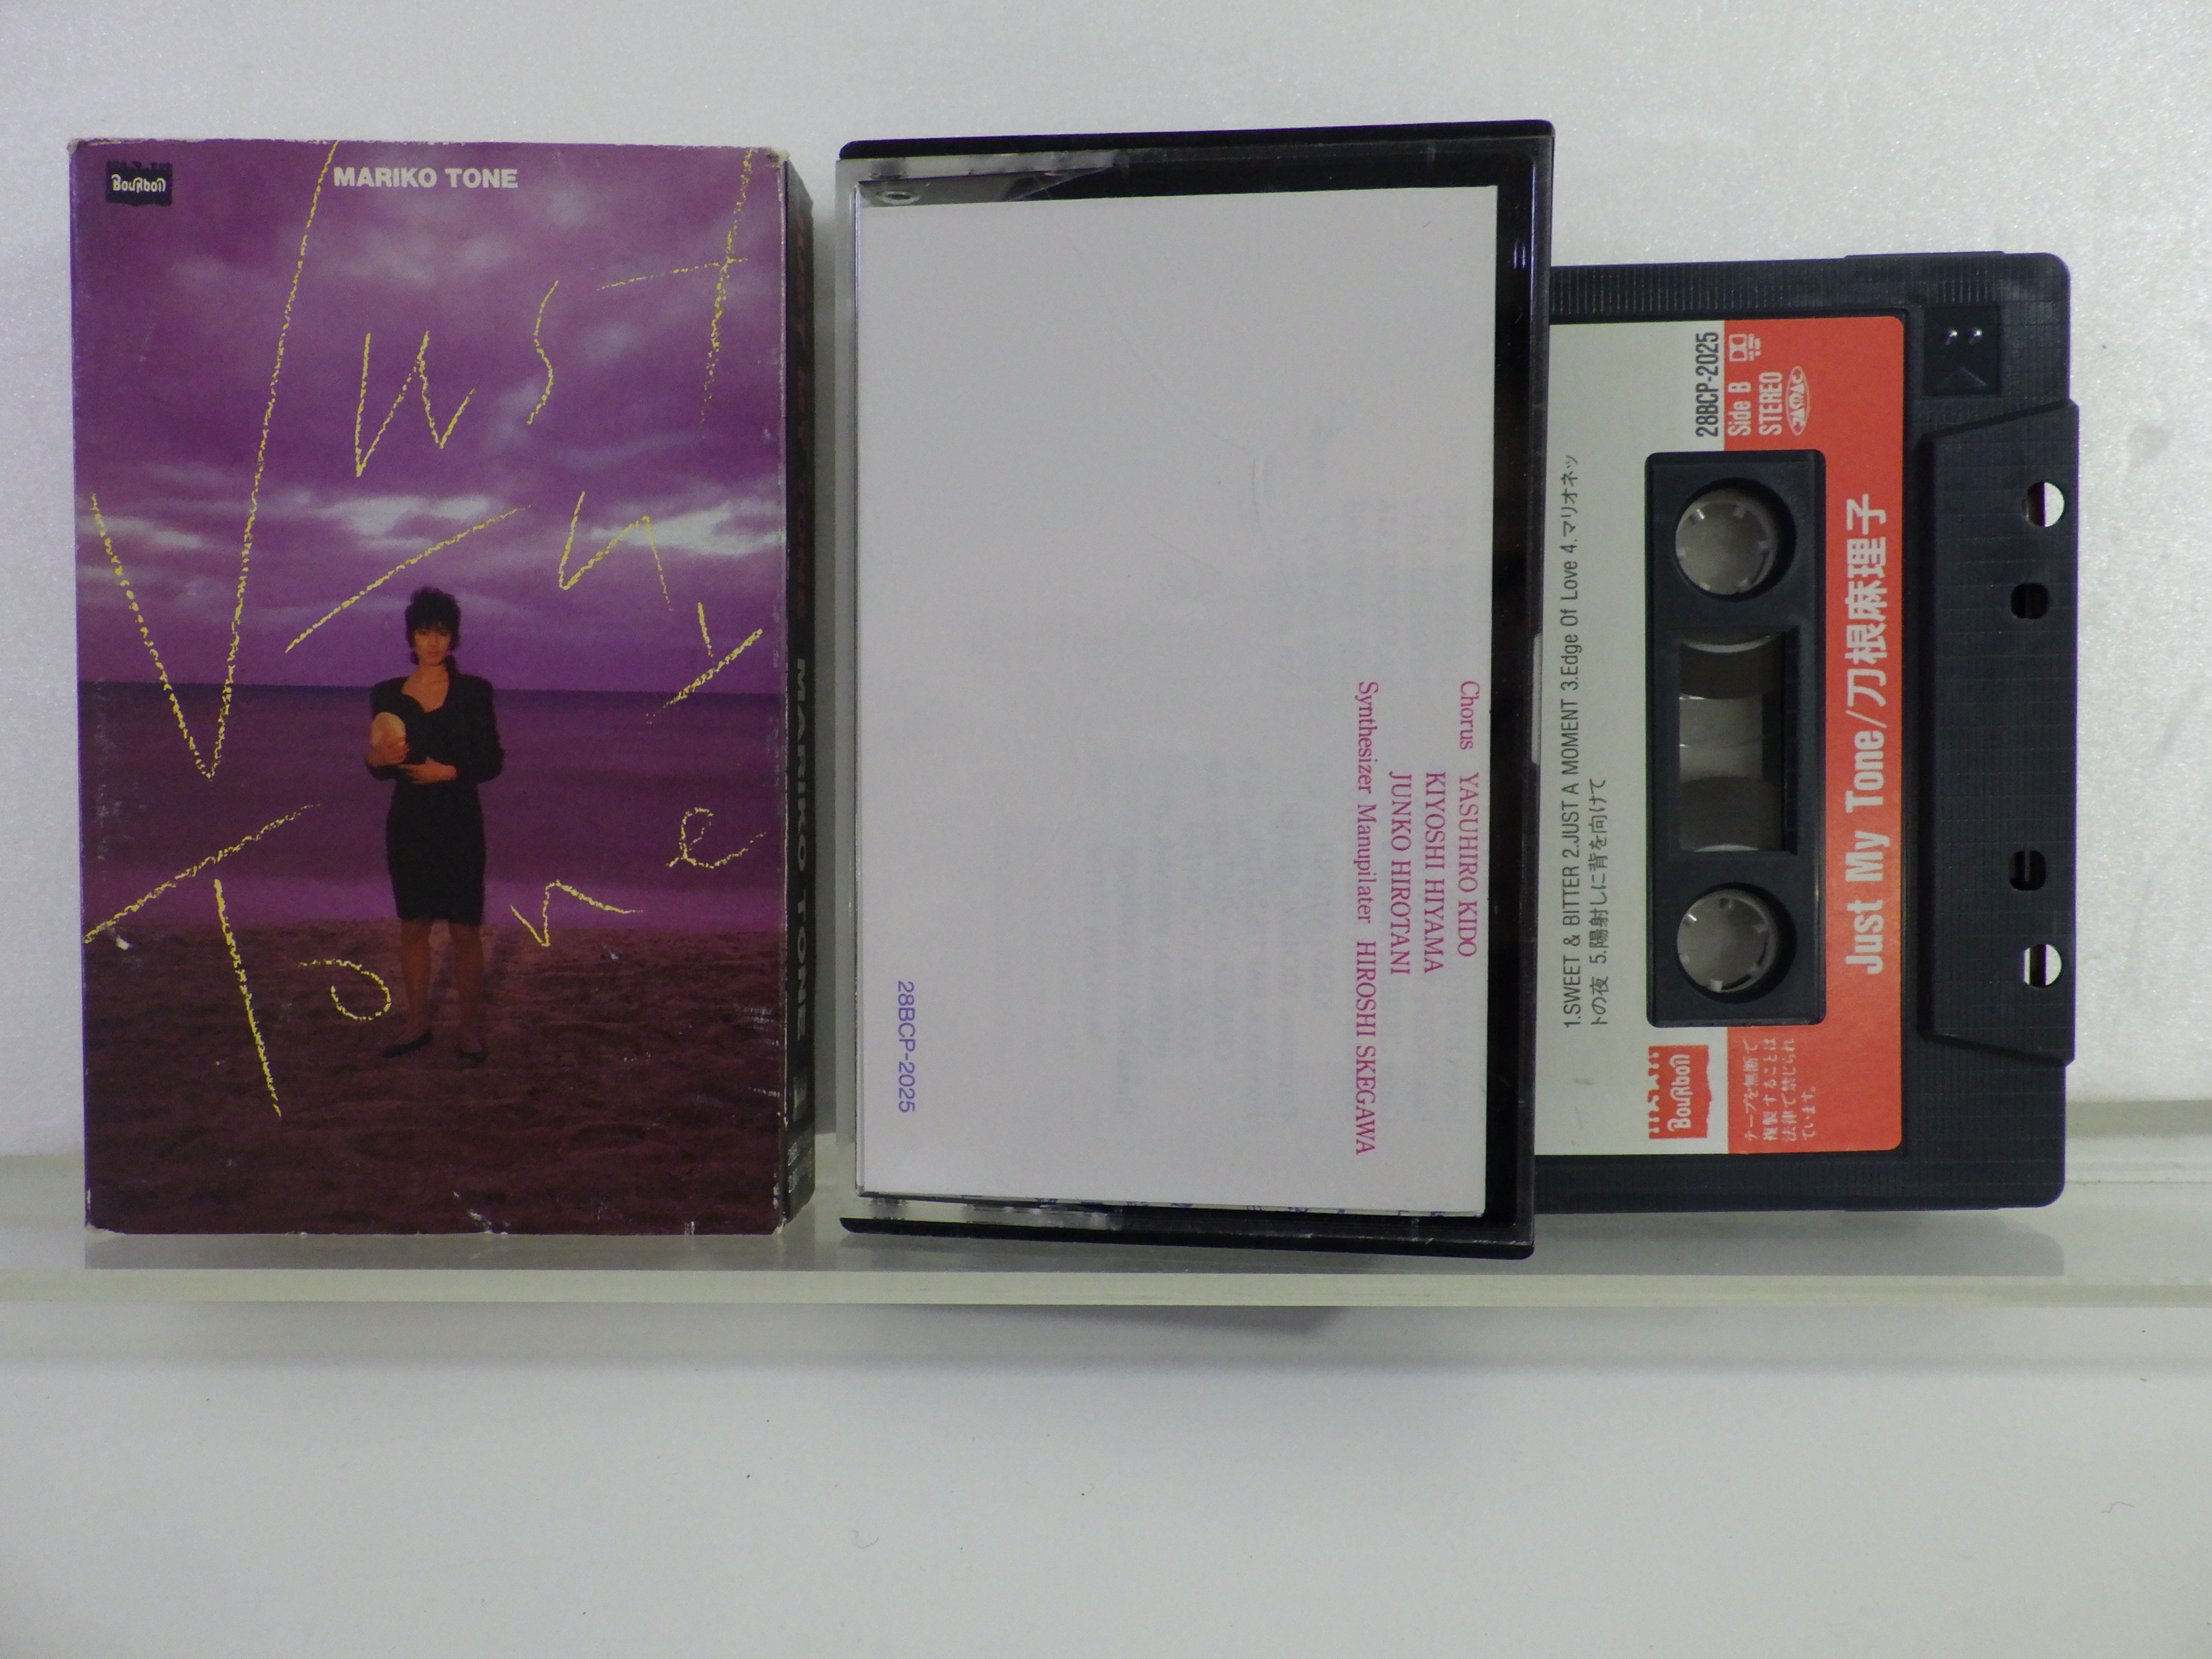 Bourbon
MARIKO TONE
Just
My
Tone
JUST MY TONE MARIKO TONE
Chorus YASUHIRO KIDO
KIYOSHI HIYAMA
JUNKO HIROTANI
Synthesizer Manupilater HIROSHI SKEGAWA
28BCP-2025
1.SWEET & BITTER 2.JUST A MOMENT 3.Edge Of Love 4.マリオネッ
トの夜 5.陽射しに背を向けて
28BCP-2025
Side B
STEREO
Bourbon
テープを無断で
複製することは
法律で禁じられ
ています。
Just My Tone/刀根麻理子